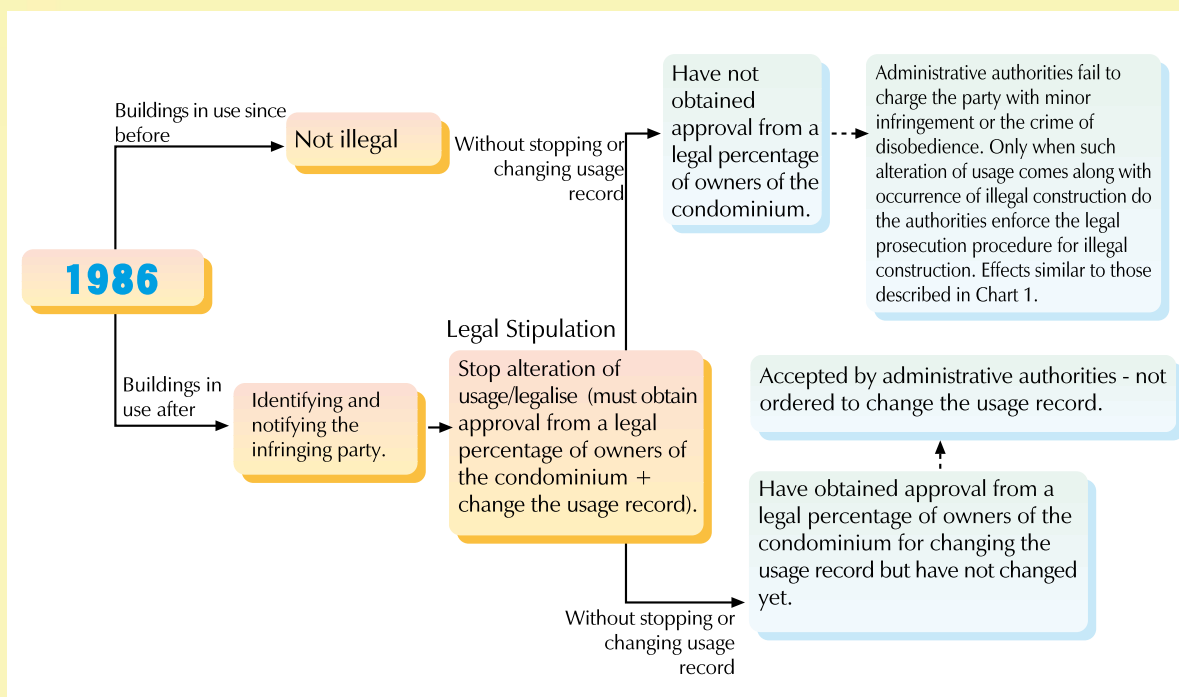 1986
Buildings in use since
before
Not illegal
Buildings in
use after
Identifying and
notifying the
infringing party.
Legal Stipulation
Stop alteration of
usage/legalise (must obtain
approval from a legal
percentage of owners of
the condominium +
change the usage record).
Without stopping or
changing usage
record
Have not
obtained
approval from a
legal percentage
of owners of the
condominium.
Administrative authorities fail to
charge the party with minor
infringement or the crime of
disobedience. Only when such
alteration of usage comes along with
occurrence of illegal construction do
the authorities enforce the legal
prosecution procedure for illegal
construction. Effects similar to those
described in Chart 1.
Without stopping or
changing usage
record
Have obtained approval from a
legal percentage of owners of the
condominium for changing the
usage record but have not changed
yet.
Accepted by administrative authorities - not
ordered to change the usage record.